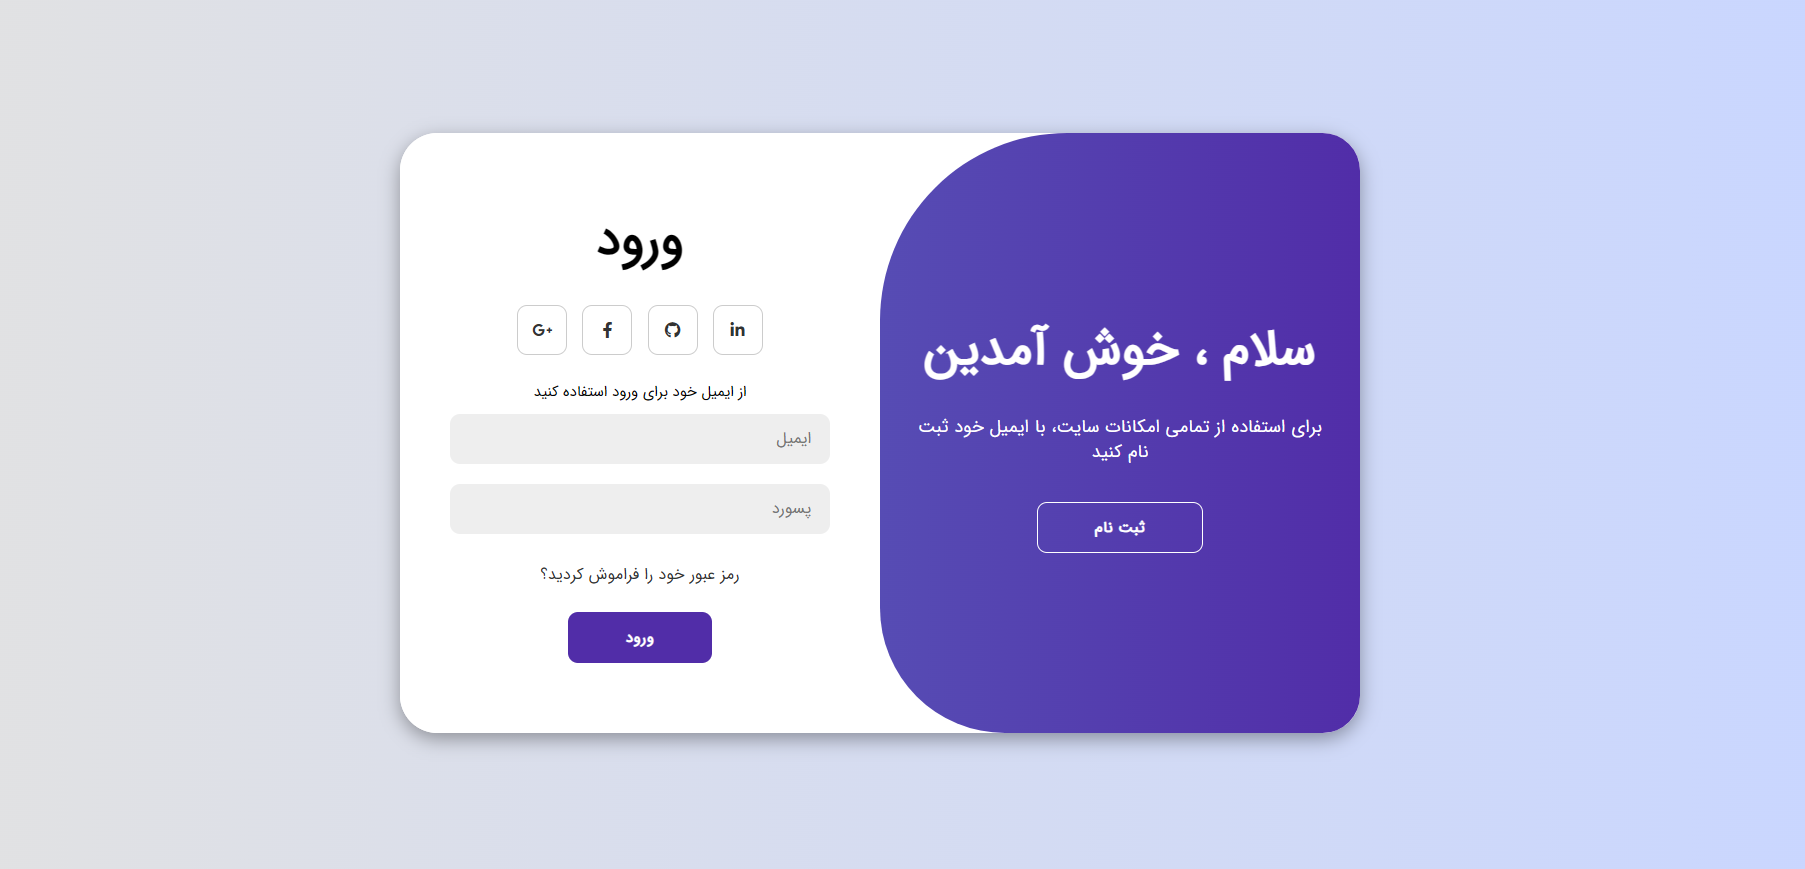 سلام ، خوش آمدین
برای استفاده از تمامی امکانات سایت، با ایمیل خود ثبت
نام کنید
ثبت نام
ورود
G+
f
in
از ایمیل خود برای ورود استفاده کنید
ایمیل
پسورد
رمز عبور خود را فراموش کردید؟
ورود